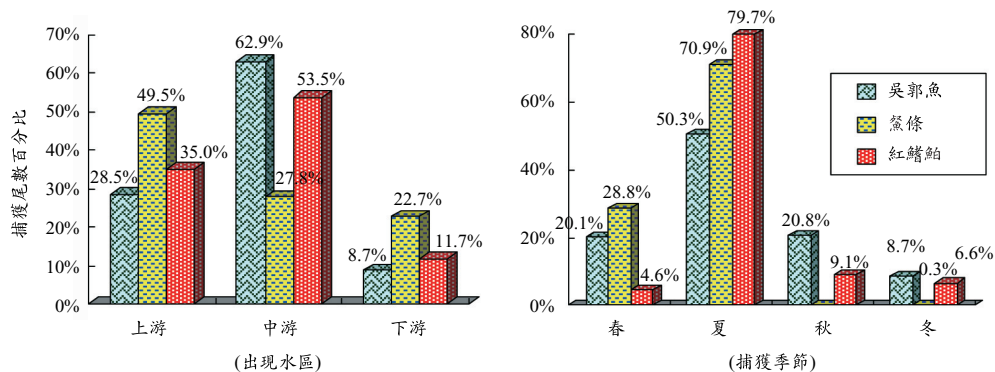 捕獲尾數百分比
70%
60%
50%
40%
30%
20%
10%
0%
28.5%
49.5%
35.0%
62.9%
27.8%
53.5%
8.7%
22.7%
11.7%
上游
中游
下游
(出現水區)
80%
60%
40%
20%
0%
20.1%
28.8%
4.6%
50.3%
70.9%
79.7%
20.8%
9.1%
8.7%
0.3%
6.6%
春
夏
秋
冬
(捕獲季節)
吳郭魚
鯬條
紅鰭鮊